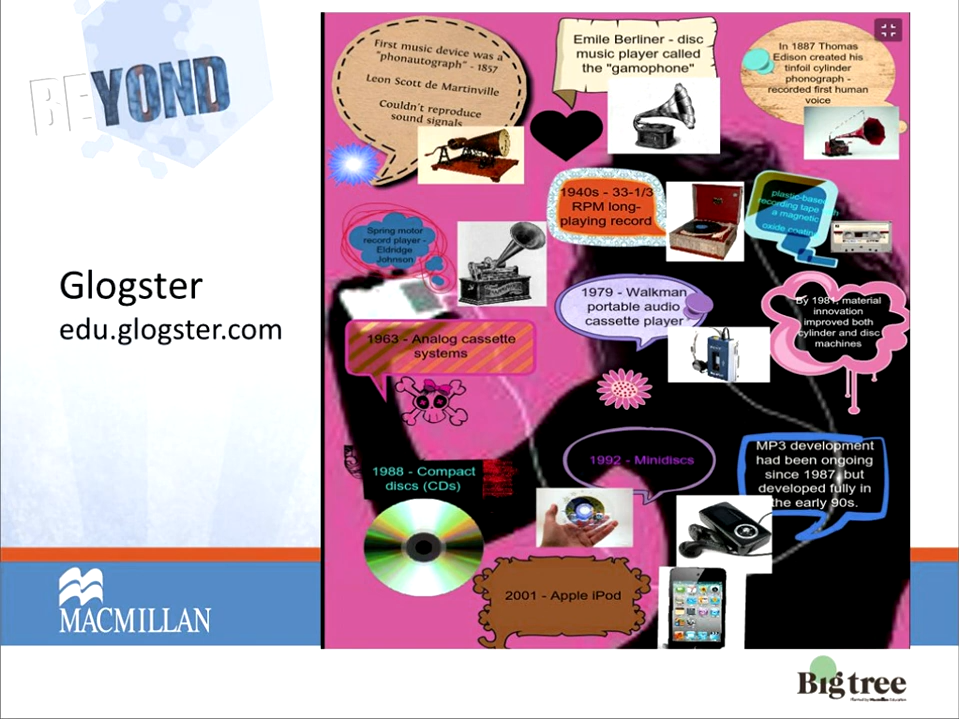 BEYOND
Glogster
edu.glogster.com
First music device was a
"phonautograph" - 1857
Leon Scott de Martinville
Couldn't reproduce
sound signals
Emile Berliner - disc
music player called
the "gamophone"
In 1887 Thomas
Edison created his
tinfoil cylinder
phonograph -
recorded first human
voice
1940s - 33-1/3
RPM long-
playing record
plastic-based
recording tape with
a magnetic
oxide coating
Spring motor
record player -
Eldridge
Johnson
1979 - Walkman
portable audio
cassette player
By 1981, material
innovation
improved both
cylinder and disc
machines
1963 - Analog cassette
systems
1992 - Minidiscs
MP3 development
had been ongoing
since 1987, but
developed fully in
the early 90s.
1988 - Compact
discs (CDs)
2001 - Apple iPod
MACMILLAN
Bigtree